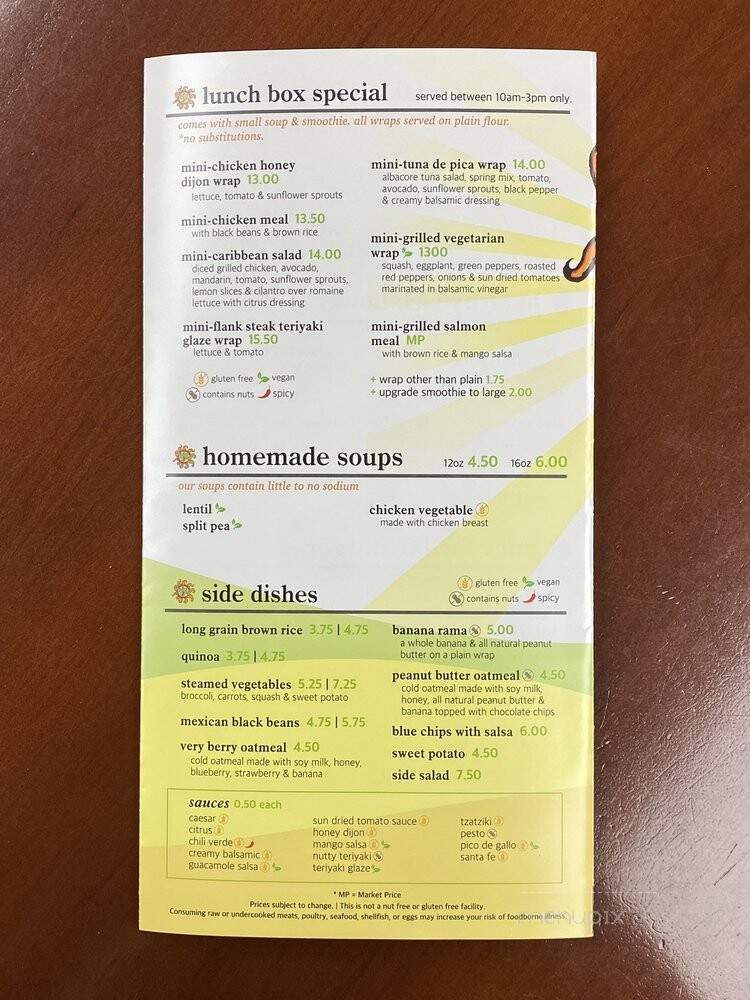 lunch box special served between 10am-3pm only.
comes with small soup & smoothie. all wraps served on plain flour.
*no substitutions.
mini-chicken honey
dijon wrap 13.00
lettuce, tomato & sunflower sprouts
mini-chicken meal 13.50
with black beans & brown rice
mini-caribbean salad 14.00
diced grilled chicken, avocado,
mandarin, tomato, sunflower sprouts,
lemon slices & cilantro over romaine
lettuce with citrus dressing
mini-flank steak teriyaki
glaze wrap 15.50
lettuce & tomato
gluten free vegan
contains nuts spicy
mini-tuna de pica wrap 14.00
albacore tuna salad, spring mix, tomato,
avocado, sunflower sprouts, black pepper
& creamy balsamic dressing
mini-grilled vegetarian
wrap 1300
squash, eggplant, green peppers, roasted
red peppers, onions & sun dried tomatoes
marinated in balsamic vinegar
mini-grilled salmon
meal MP
with brown rice & mango salsa
+ wrap other than plain 1.75
+ upgrade smoothie to large 2.00
homemade soups 12oz 4.50 16oz 6.00
our soups contain little to no sodium
lentil
split pea
chicken vegetable
made with chicken breast
side dishes
gluten free vegan
contains nuts spicy
long grain brown rice 3.75 | 4.75
quinoa 3.75 | 4.75
steamed vegetables 5.25 | 7.25
broccoli, carrots, squash & sweet potato
mexican black beans 4.75 | 5.75
very berry oatmeal 4.50
cold oatmeal made with soy milk, honey,
blueberry, strawberry & banana
banana rama 5.00
a whole banana & all natural peanut
butter on a plain wrap
peanut butter oatmeal 4.50
cold oatmeal made with soy milk,
honey, all natural peanut butter &
banana topped with chocolate chips
blue chips with salsa 6.00
sweet potato 4.50
side salad 7.50
sauces 0.50 each
caesar
citrus
chili verde
creamy balsamic
guacamole salsa
sun dried tomato sauce
honey dijon
mango salsa
nutty teriyaki
teriyaki glaze
tzatziki
pesto
pico de gallo
santa fe
* MP = Market Price
Prices subject to change. | This is not a nut free or gluten free facility.
Consuming raw or undercooked meats, poultry, seafood, shellfish, or eggs may increase your risk of foodborne illness.